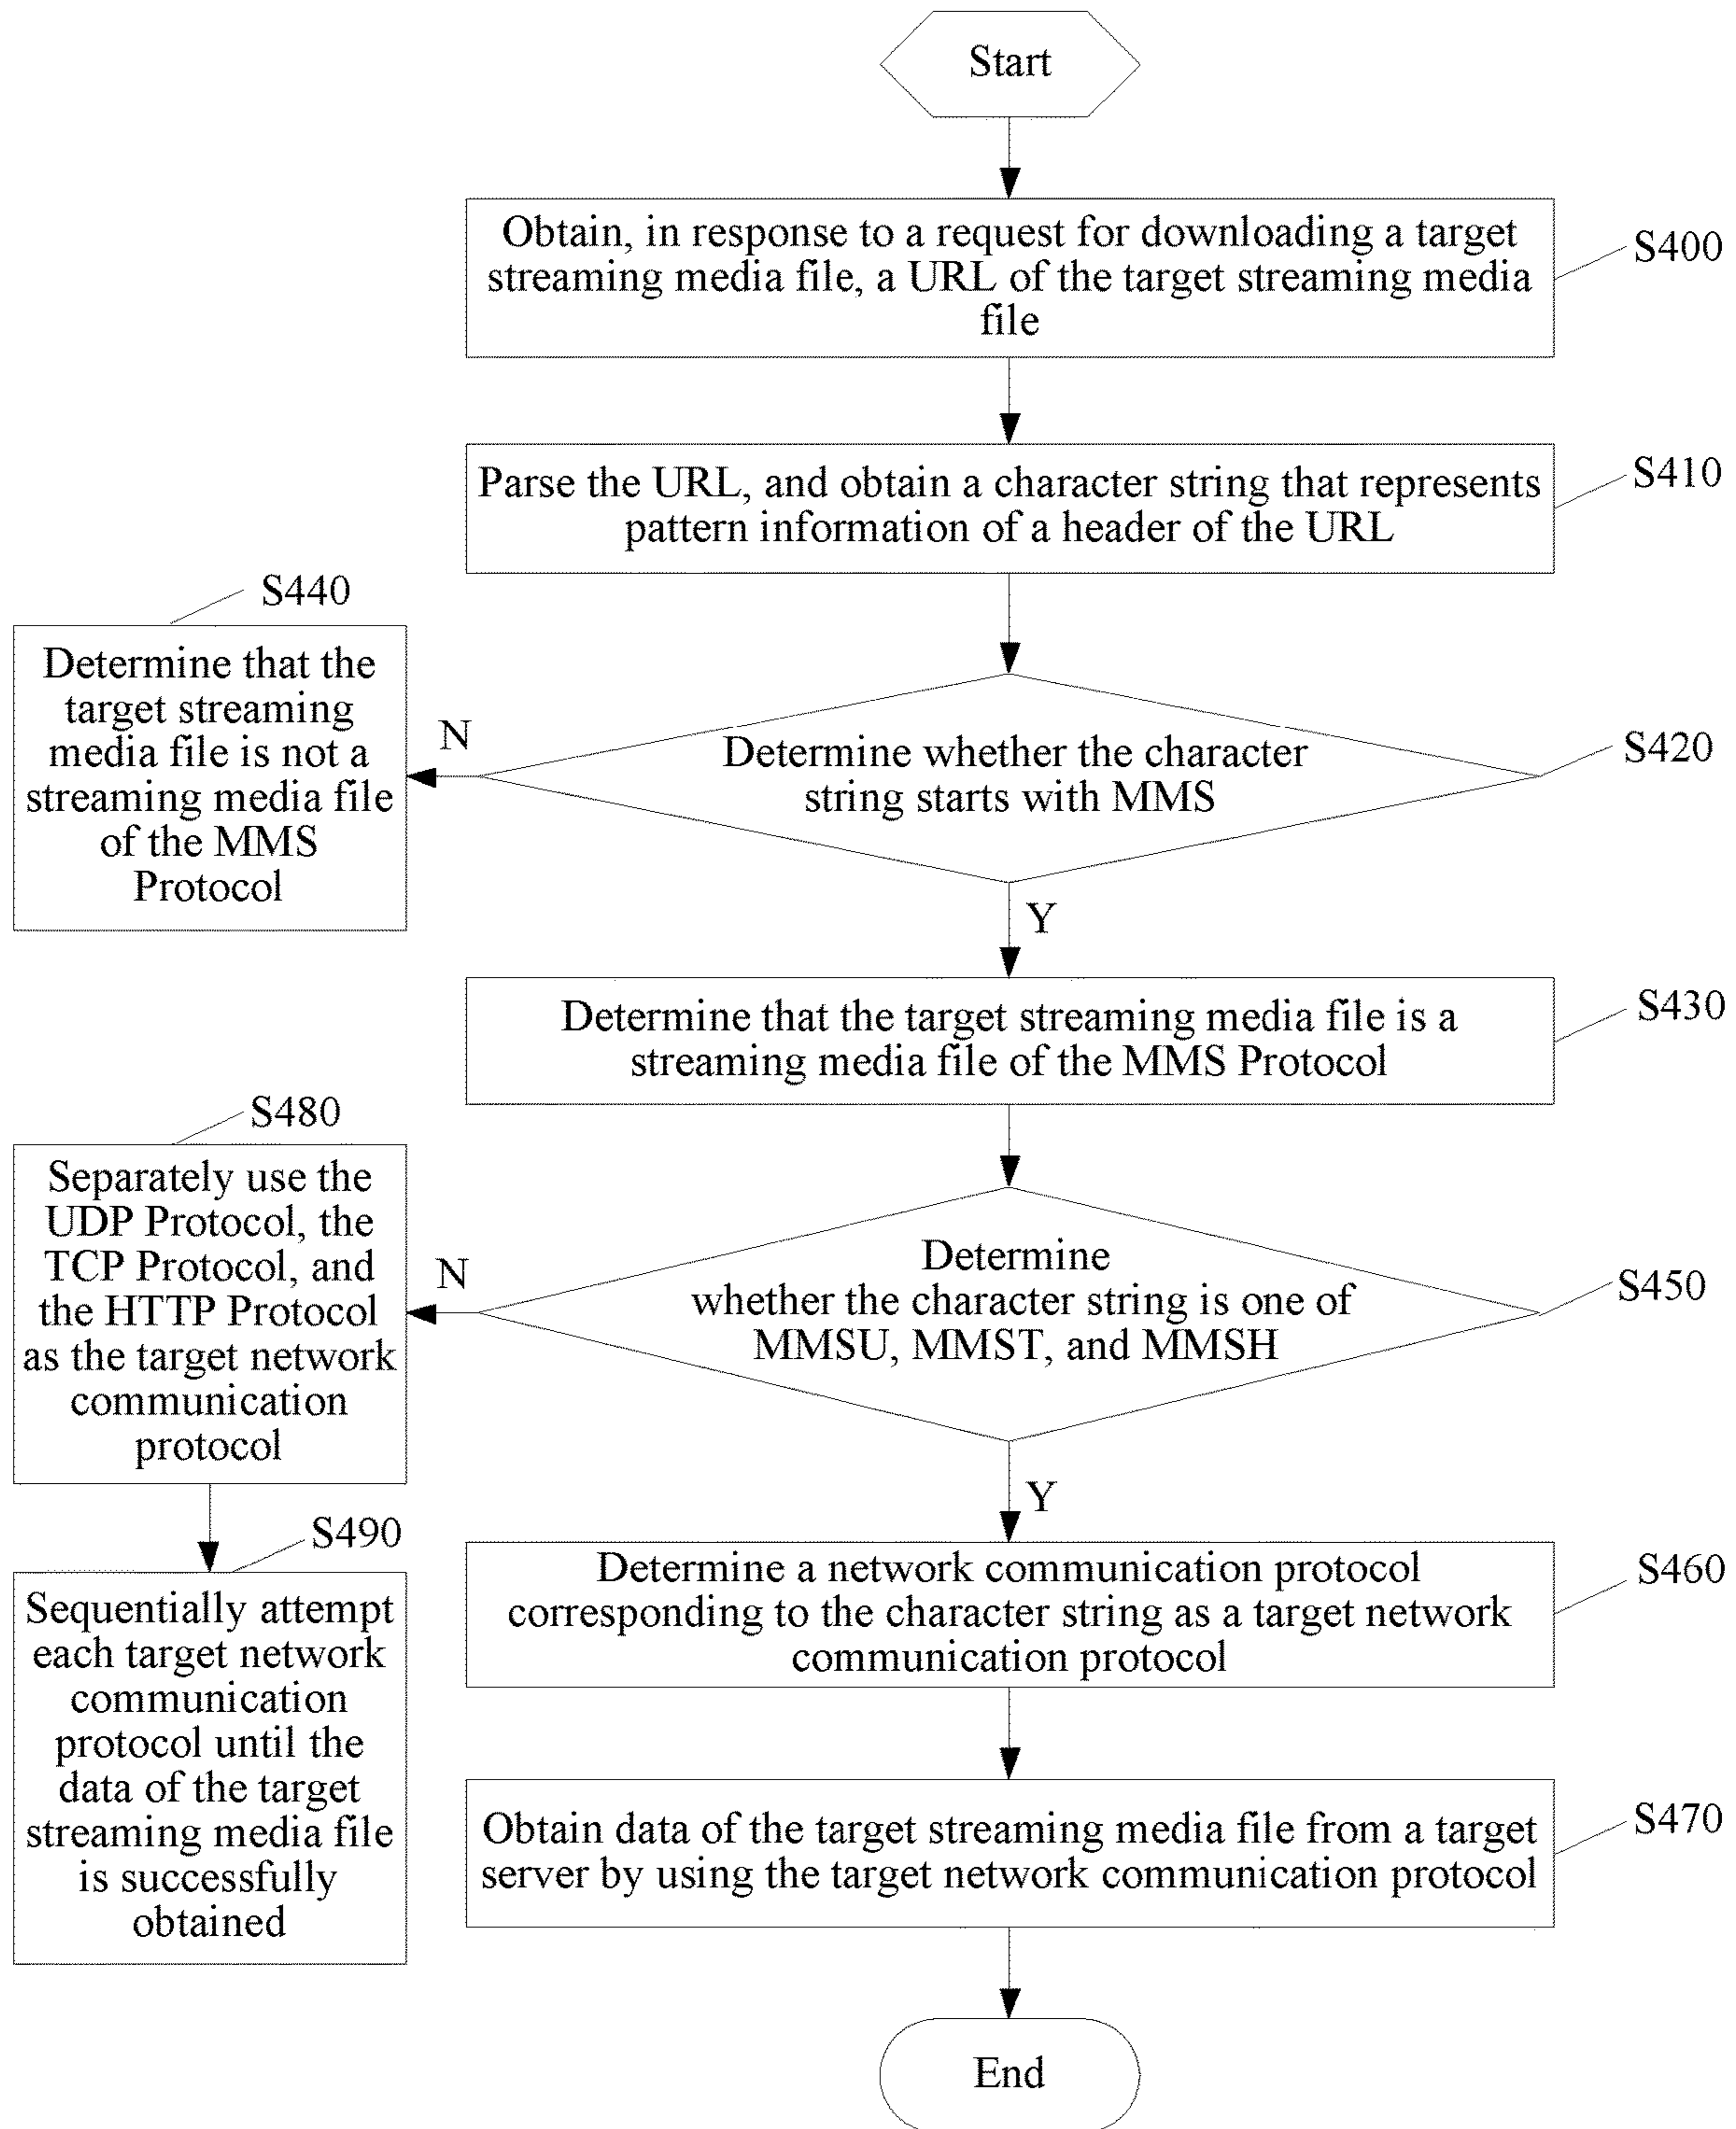 Start
Obtain, in response to a request for downloading a target
streaming media file, a URL of the target streaming media
file
S400
Parse the URL, and obtain a character string that represents
pattern information of a header of the URL
S410
S440
Determine that the
target streaming
media file is not a
streaming media file
of the MMS
Protocol
N
Determine whether the character
string starts with MMS
S420
Y
Determine that the target streaming media file is a
streaming media file of the MMS Protocol
S430
S480
Separately use the
UDP Protocol, the
TCP Protocol, and
the HTTP Protocol
as the target network
communication
protocol
N
Determine
whether the character string is one of
MMSU, MMST, and MMSH
S450
Y
S490
Sequentially attempt
each target network
communication
protocol until the
data of the target
streaming media file
is successfully
obtained
Determine a network communication protocol
corresponding to the character string as a target network
communication protocol
S460
Obtain data of the target streaming media file from a target
server by using the target network communication protocol
S470
End